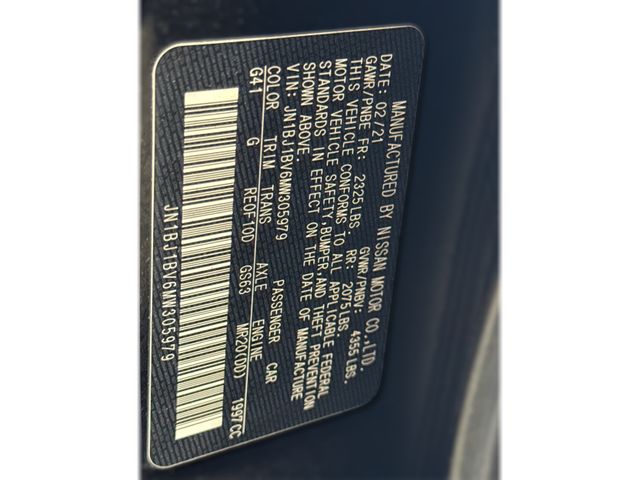 MANUFACTURED BY NISSAN MOTOR CO.,LTD.
DATE: 02/21 GVWR/PNBV: 4355LBS.
GAWR/PNBE FR: 2325LBS RR: 2075LBS.
THIS VEHICLE CONFORMS TO ALL APPLICABLE FEDERAL
MOTOR VEHICLE SAFETY,BUMPER,AND THEFT PREVENTION
STANDARDS IN EFFECT ON THE DATE OF MANUFACTURE
SHOWN ABOVE.
VIN: JN1BJ1BV6MW305979 PASSENGER CAR
COLOR TRIM TRANS AXLE ENGINE
G41 G REOF10D GS63 MR20(DD) 1997CC
JN1BJ1BV6MW305979